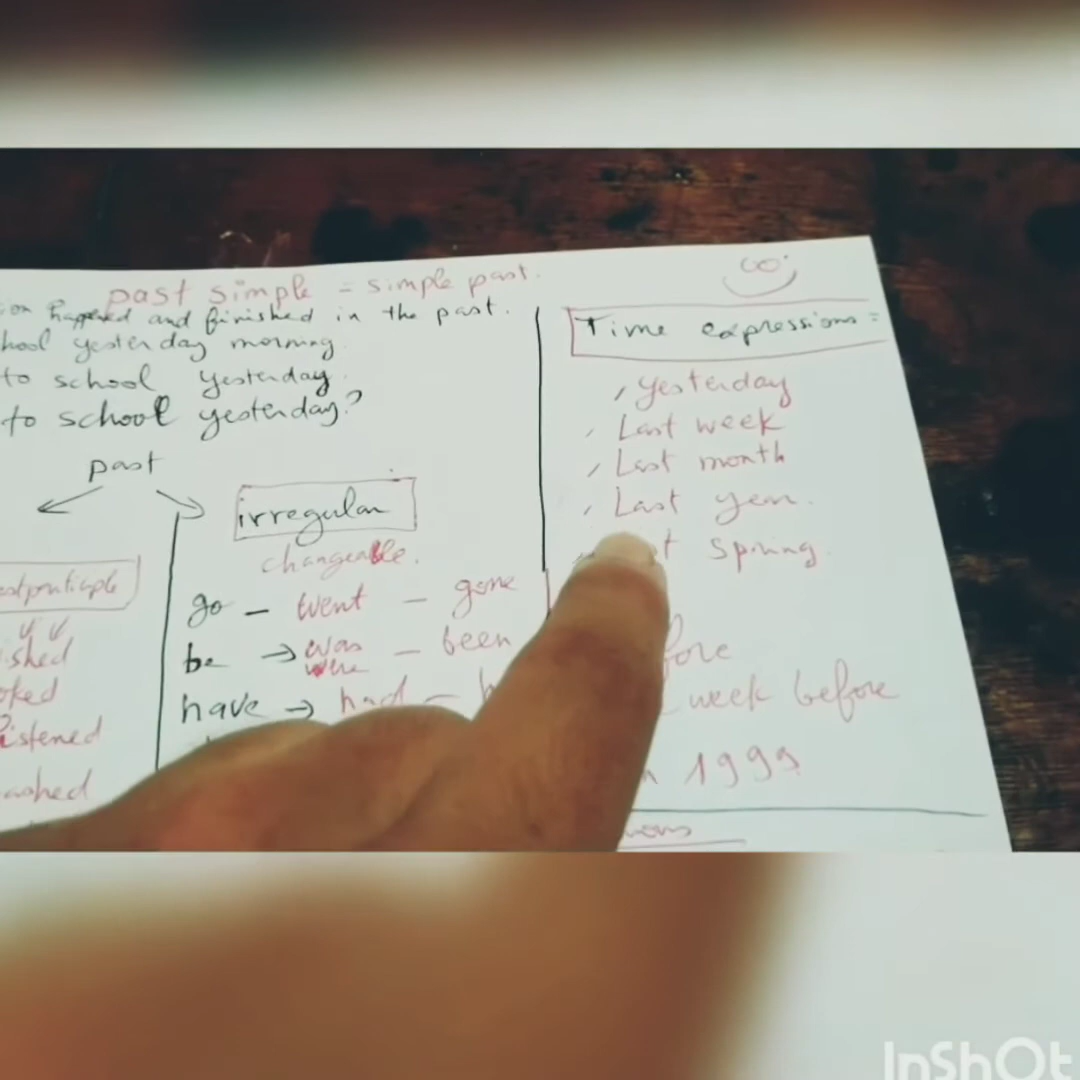 past simple = simple past.
happened and finished in the past.
yesterday morning
to school yesterday.
to school yesterday?
past
irregular
changeable.
go - went - gone
be → was - been
were
have → had -
Time expressions =
, yesterday
, Last week
, Last month
, Last year.
spring.
week before
1999
InShOt